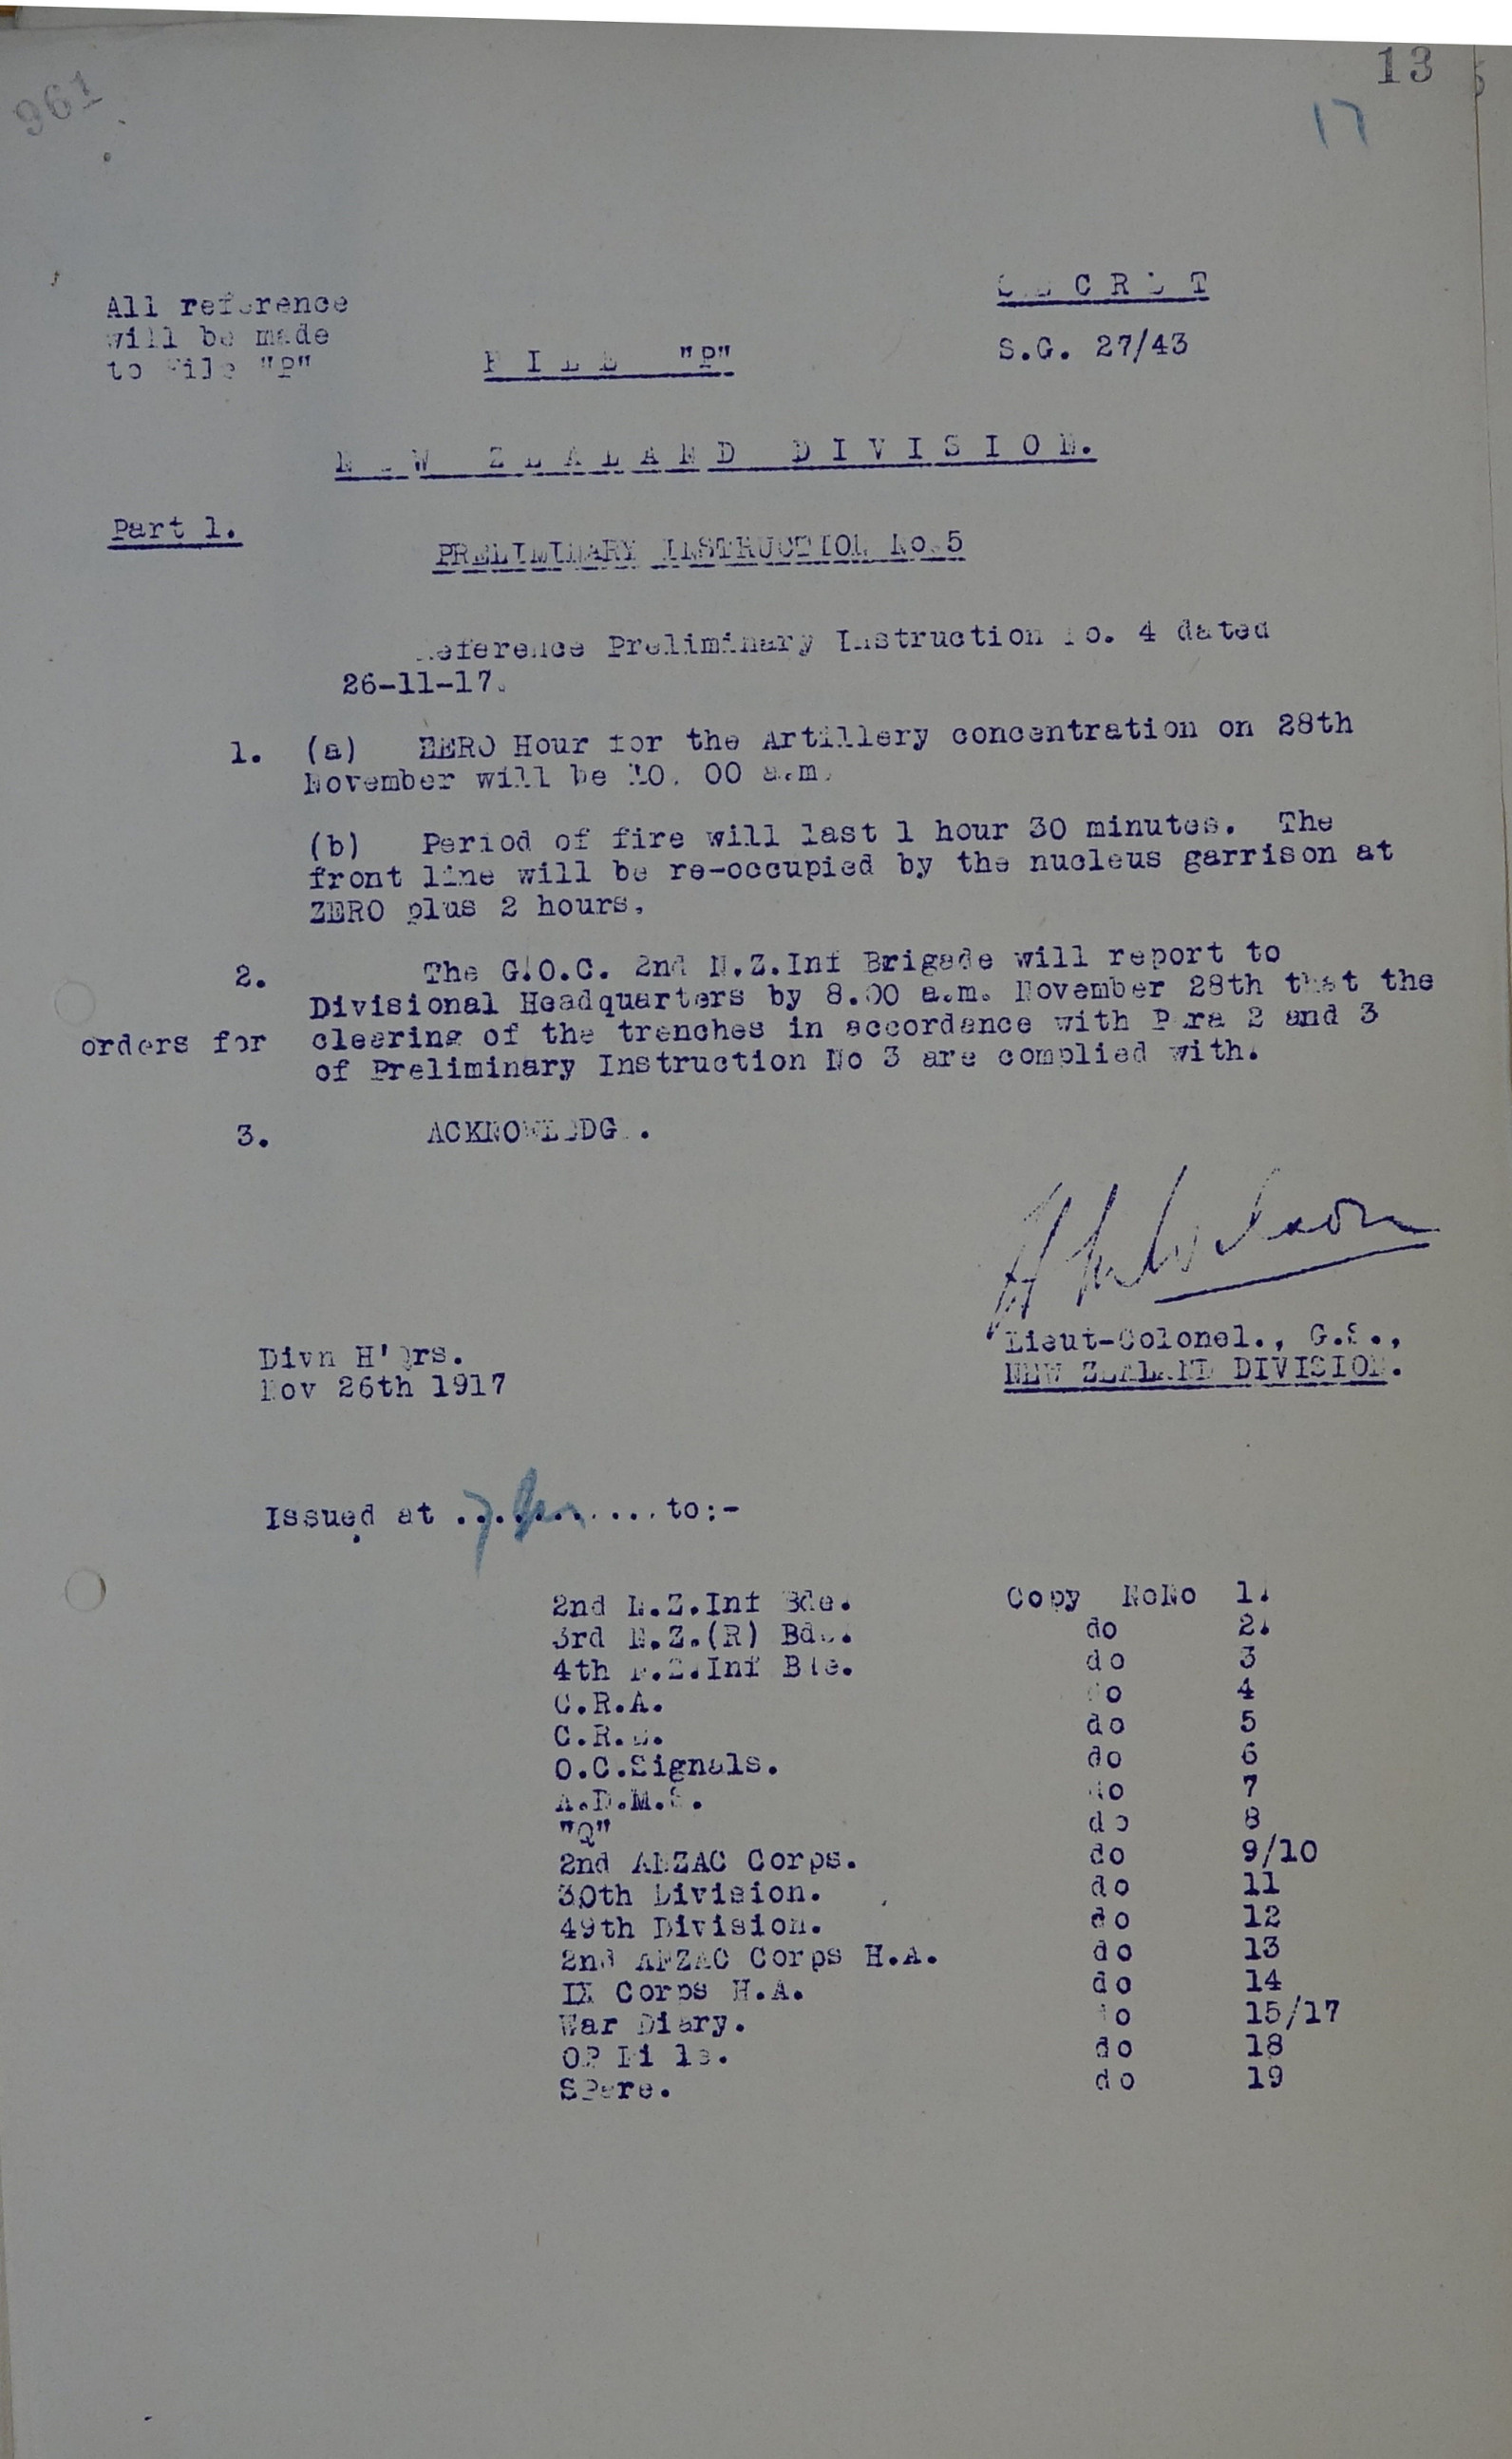 13
961
17
S E C R E T
All reference
will be made
to File "P"
F I L E "P"
S.G. 27/43
N E W Z E A L A N D D I V I S I O N.
Part 1.
PRELIMINARY INSTRUCTION No.5
Reference Preliminary Instruction No. 4 dated
26-11-17.
1. (a) ZERO Hour for the Artillery concentration on 28th
November will be 10. 00 a.m.
(b) Period of fire will last 1 hour 30 minutes. The
front line will be re-occupied by the nucleus garrison at
ZERO plus 2 hours.
2. The G.O.C. 2nd N.Z.Inf Brigade will report to
Divisional Headquarters by 8.00 a.m. November 28th that the
orders for clearing of the trenches in accordance with Para 2 and 3
of Preliminary Instruction No 3 are complied with.
3. ACKNOWLEDGE.
Lieut-Colonel., G.S.,
NEW ZEALAND DIVISION.
Divn H'Qrs.
Nov 26th 1917
Issued at ............ to:-
2nd N.Z.Inf Bde. Copy NoNo 1.
3rd N.Z.(R) Bde. do 2.
4th N.Z.Inf Bde. do 3
C.R.A. do 4
C.R.E. do 5
O.C.Signals. do 6
A.D.M.S. do 7
"Q" do 8
2nd ANZAC Corps. do 9/10
30th Division. do 11
49th Division. do 12
2nd ANZAC Corps H.A. do 13
IX Corps H.A. do 14
War Diary. do 15/17
OP File. do 18
SPare. do 19